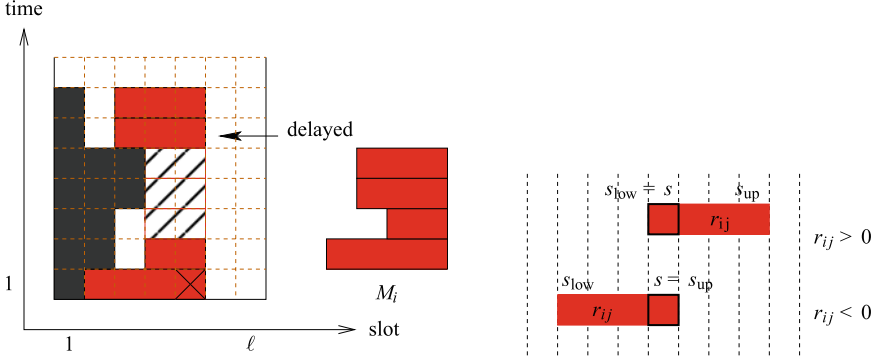 time
delayed
1
M_i
slot
1
ℓ
s_low = s
s_up
r_ij
r_ij > 0
s_low
s = s_up
r_ij
r_ij < 0